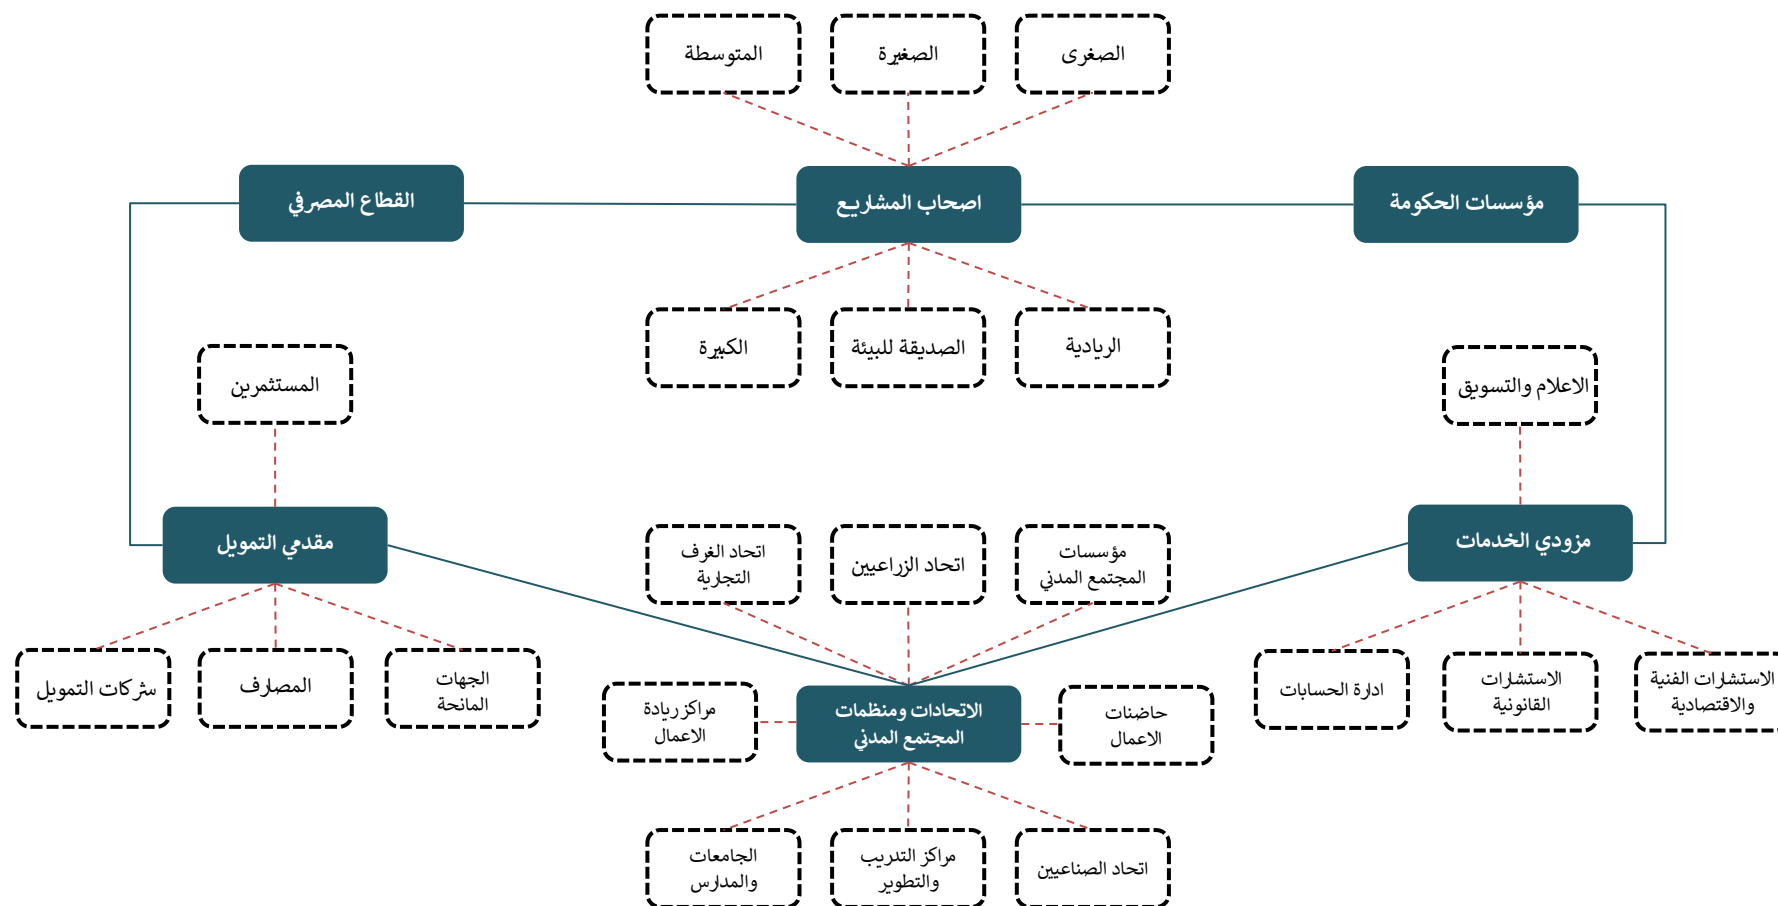 الصغرى
الصغيرة
المتوسطة
مؤسسات الحكومة
اصحاب المشاريع
القطاع المصرفي
الريادية
الصديقة للبيئة
الكبيرة
الاعلام والتسويق
المستثمرين
مزودي الخدمات
مقدمي التمويل
مؤسسات
المجتمع المدني
اتحاد الزراعيين
اتحاد الغرف
التجارية
الاستشارات الفنية
والاقتصادية
الاستشارات
القانونية
ادارة الحسابات
الجهات
المانحة
المصارف
شركات التمويل
حاضنات
الاعمال
الاتحادات ومنظمات
المجتمع المدني
مراكز ريادة
الاعمال
اتحاد الصناعيين
مراكز التدريب
والتطوير
الجامعات
والمدارس